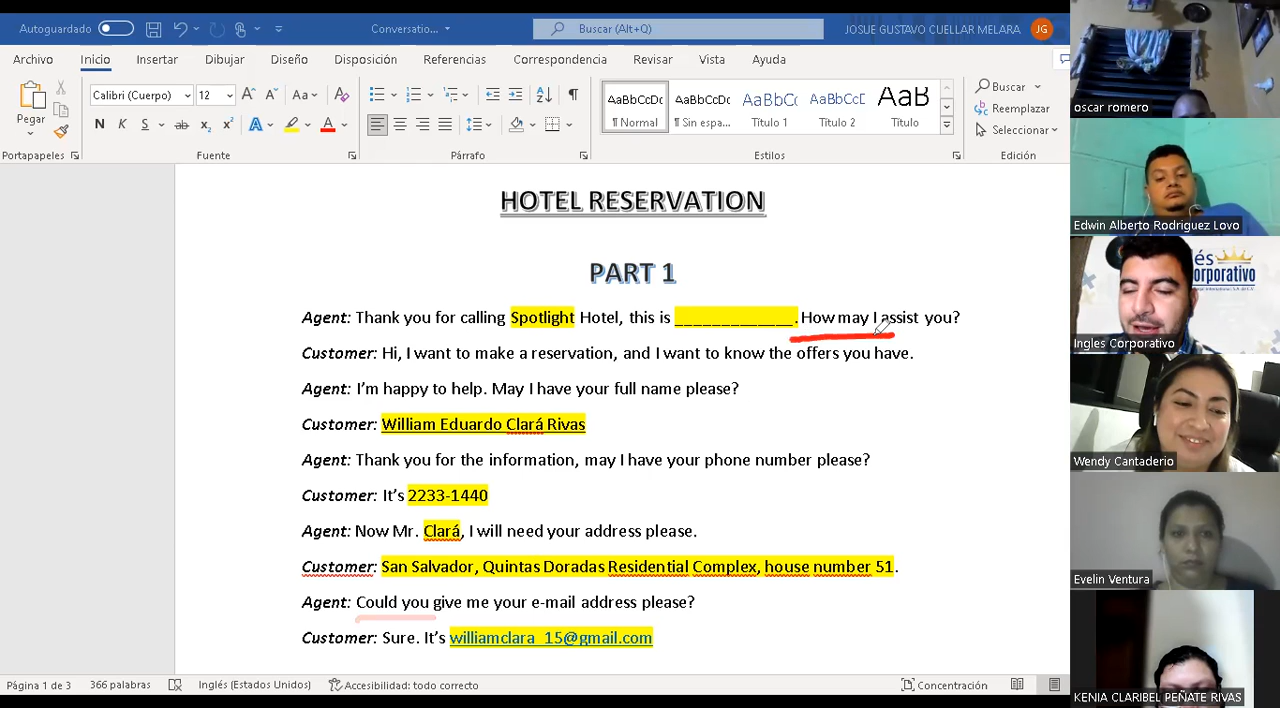 Autoguardado
Conversatio...
Buscar (Alt+Q)
JOSUE GUSTAVO CUELLAR MELARA
JG
Archivo Inicio Insertar Dibujar Diseño Disposición Referencias Correspondencia Revisar Vista Ayuda
Pegar
Calibri (Cuerpo) 12
N K S ab x₂ x² A A
AaBbCcDc AaBbCcDc AaBbCc AaBbCcC AaB
¶ Normal ¶ Sin espa... Título 1 Título 2 Título
Buscar
Reemplazar
Seleccionar
Portapapeles Fuente Párrafo Estilos Edición
HOTEL RESERVATION
PART 1
Agent: Thank you for calling Spotlight Hotel, this is _____________. How may I assist you?
Customer: Hi, I want to make a reservation, and I want to know the offers you have.
Agent: I'm happy to help. May I have your full name please?
Customer: William Eduardo Clará Rivas
Agent: Thank you for the information, may I have your phone number please?
Customer: It's 2233-1440
Agent: Now Mr. Clará, I will need your address please.
Customer: San Salvador, Quintas Doradas Residential Complex, house number 51.
Agent: Could you give me your e-mail address please?
Customer: Sure. It's williamclara_15@gmail.com
Página 1 de 3 366 palabras Inglés (Estados Unidos) Accesibilidad: todo correcto Concentración
oscar romero
Edwin Alberto Rodriguez Lovo
és
orporativo
Ingles Corporativo
Wendy Cantaderio
Evelin Ventura
KENIA CLARIBEL PEÑATE RIVAS